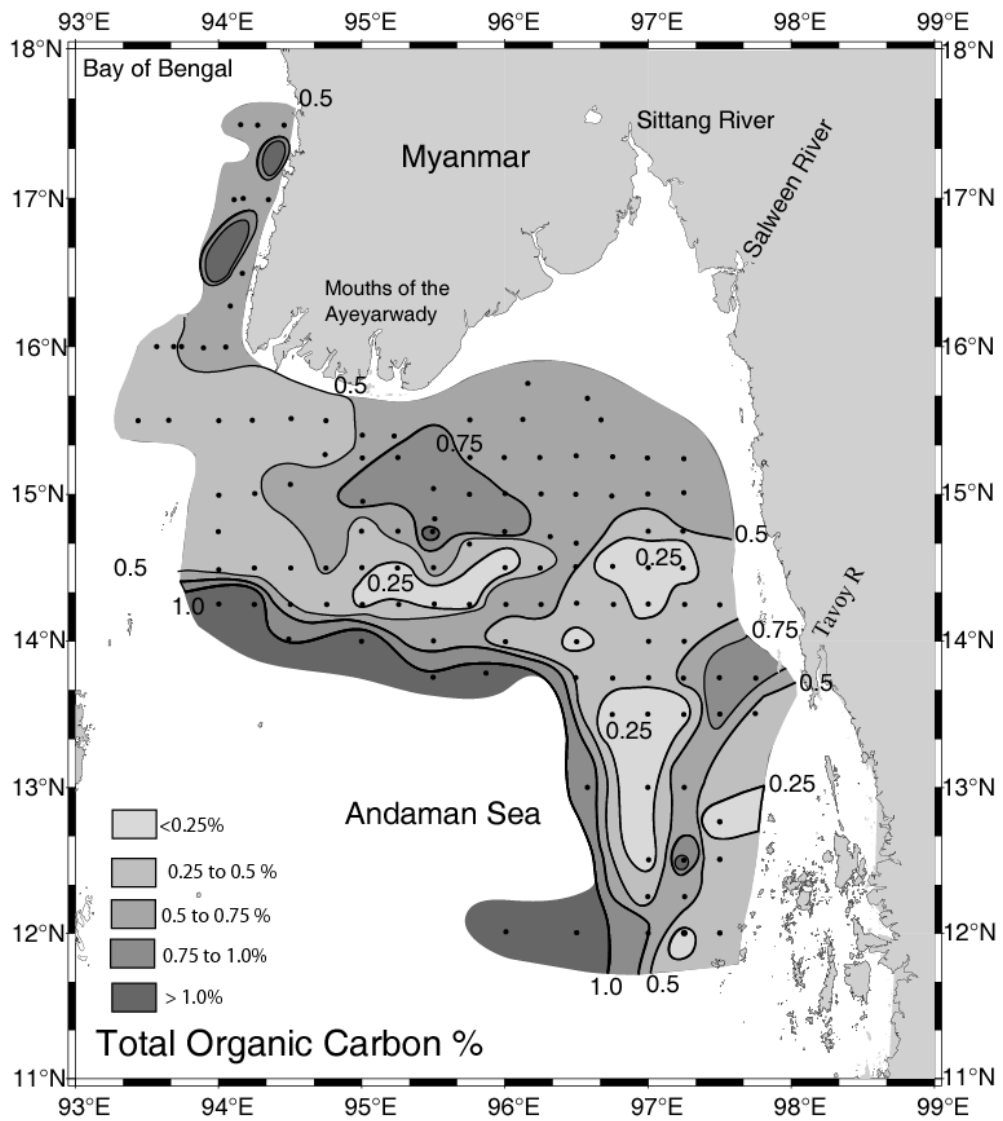 93°E 94°E 95°E 96°E 97°E 98°E 99°E
18°N 18°N
Bay of Bengal
0.5
Sittang River
Myanmar
Salween River
17°N 17°N
Mouths of the
Ayeyarwady
16°N 16°N
0.5
0.75
15°N 15°N
0.5
0.25
0.5
0.25
1.0
Tavoy R
0.75
14°N 14°N
0.5
0.25
13°N 13°N
0.25
Andaman Sea
<0.25%
0.25 to 0.5 %
0.5 to 0.75 %
0.75 to 1.0%
> 1.0%
12°N 12°N
1.0 0.5
Total Organic Carbon %
11°N 11°N
93°E 94°E 95°E 96°E 97°E 98°E 99°E